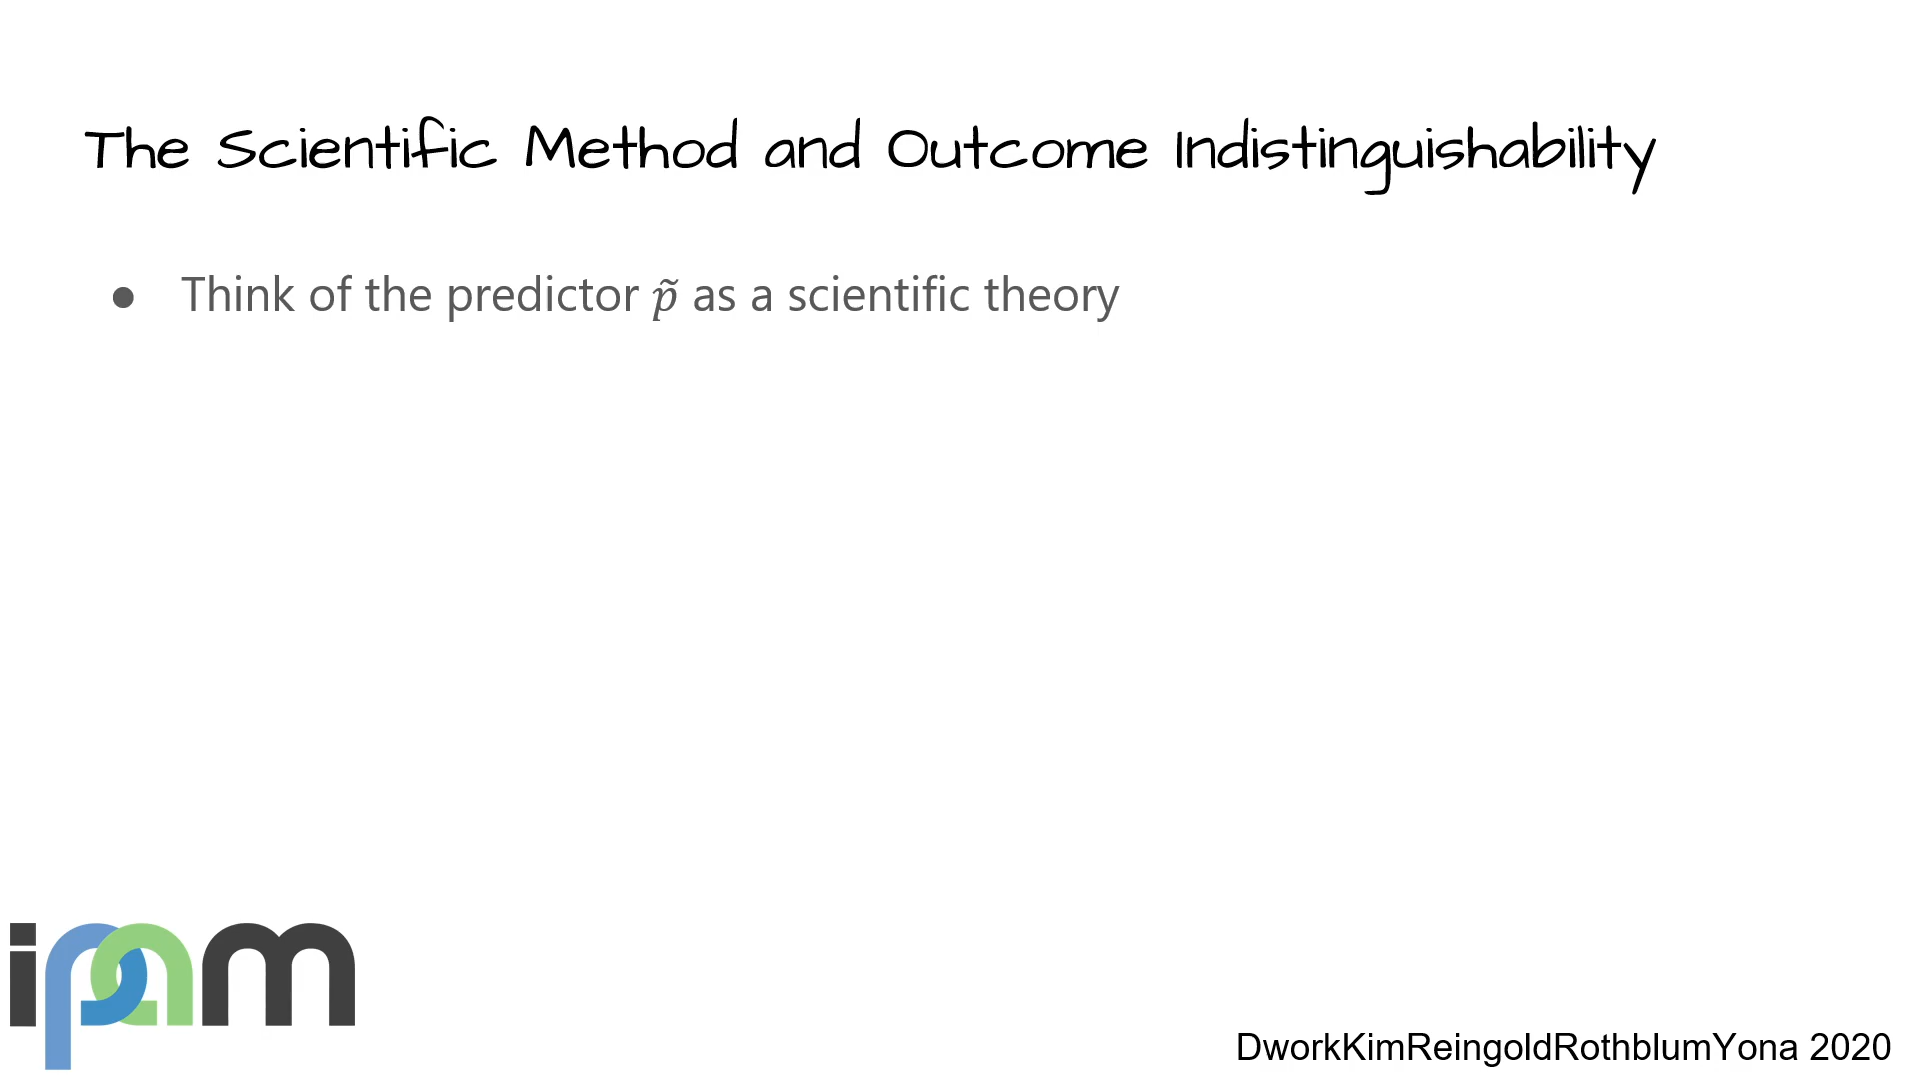 The Scientific Method and Outcome Indistinguishability
● Think of the predictor p̃ as a scientific theory
ipam
DworkKimReingoldRothblumYona 2020